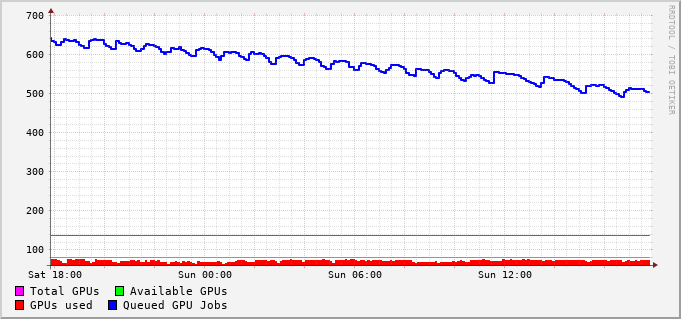 700
600
500
400
300
200
100
Sat 18:00 Sun 00:00 Sun 06:00 Sun 12:00
Total GPUs Available GPUs
GPUs used Queued GPU Jobs
RRDTOOL / TOBI OETIKER